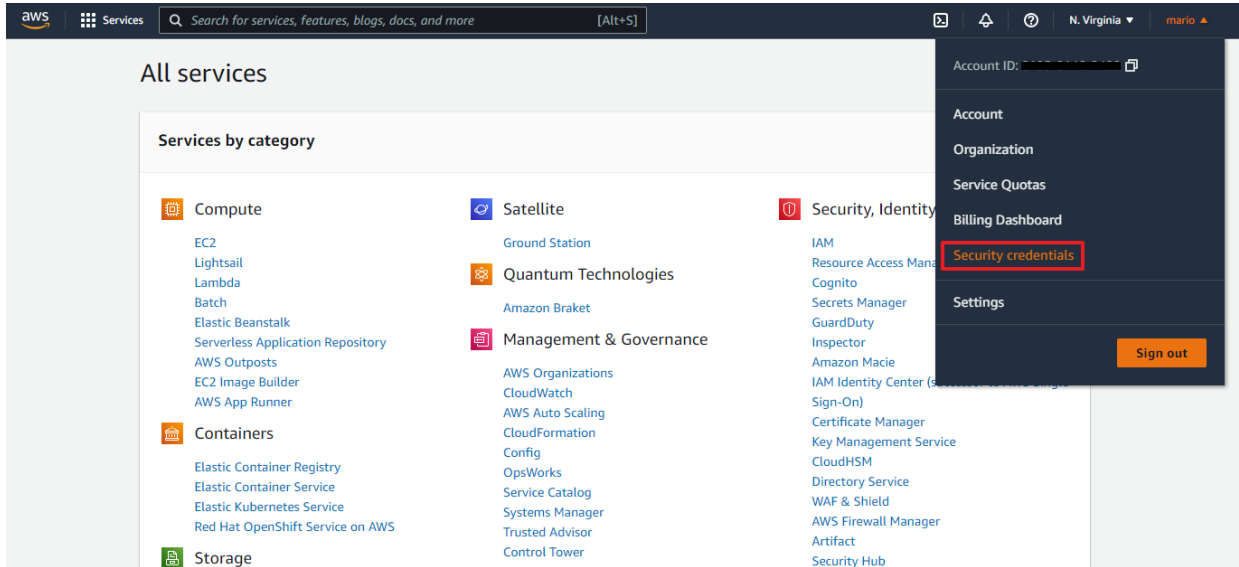 aws Services Search for services, features, blogs, docs, and more [Alt+S] N. Virginia ▼ mario ▲
Account ID:
Account
Organization
Service Quotas
Billing Dashboard
Security credentials
Settings
Sign out
All services
Services by category
Compute
EC2
Lightsail
Lambda
Batch
Elastic Beanstalk
Serverless Application Repository
AWS Outposts
EC2 Image Builder
AWS App Runner
Containers
Elastic Container Registry
Elastic Container Service
Elastic Kubernetes Service
Red Hat OpenShift Service on AWS
Storage
Satellite
Ground Station
Quantum Technologies
Amazon Braket
Management & Governance
AWS Organizations
CloudWatch
AWS Auto Scaling
CloudFormation
Config
OpsWorks
Service Catalog
Systems Manager
Trusted Advisor
Control Tower
Security, Identity
IAM
Resource Access Mana
Cognito
Secrets Manager
GuardDuty
Inspector
Amazon Macie
IAM Identity Center
Sign-On)
Certificate Manager
Key Management Service
CloudHSM
Directory Service
WAF & Shield
AWS Firewall Manager
Artifact
Security Hub